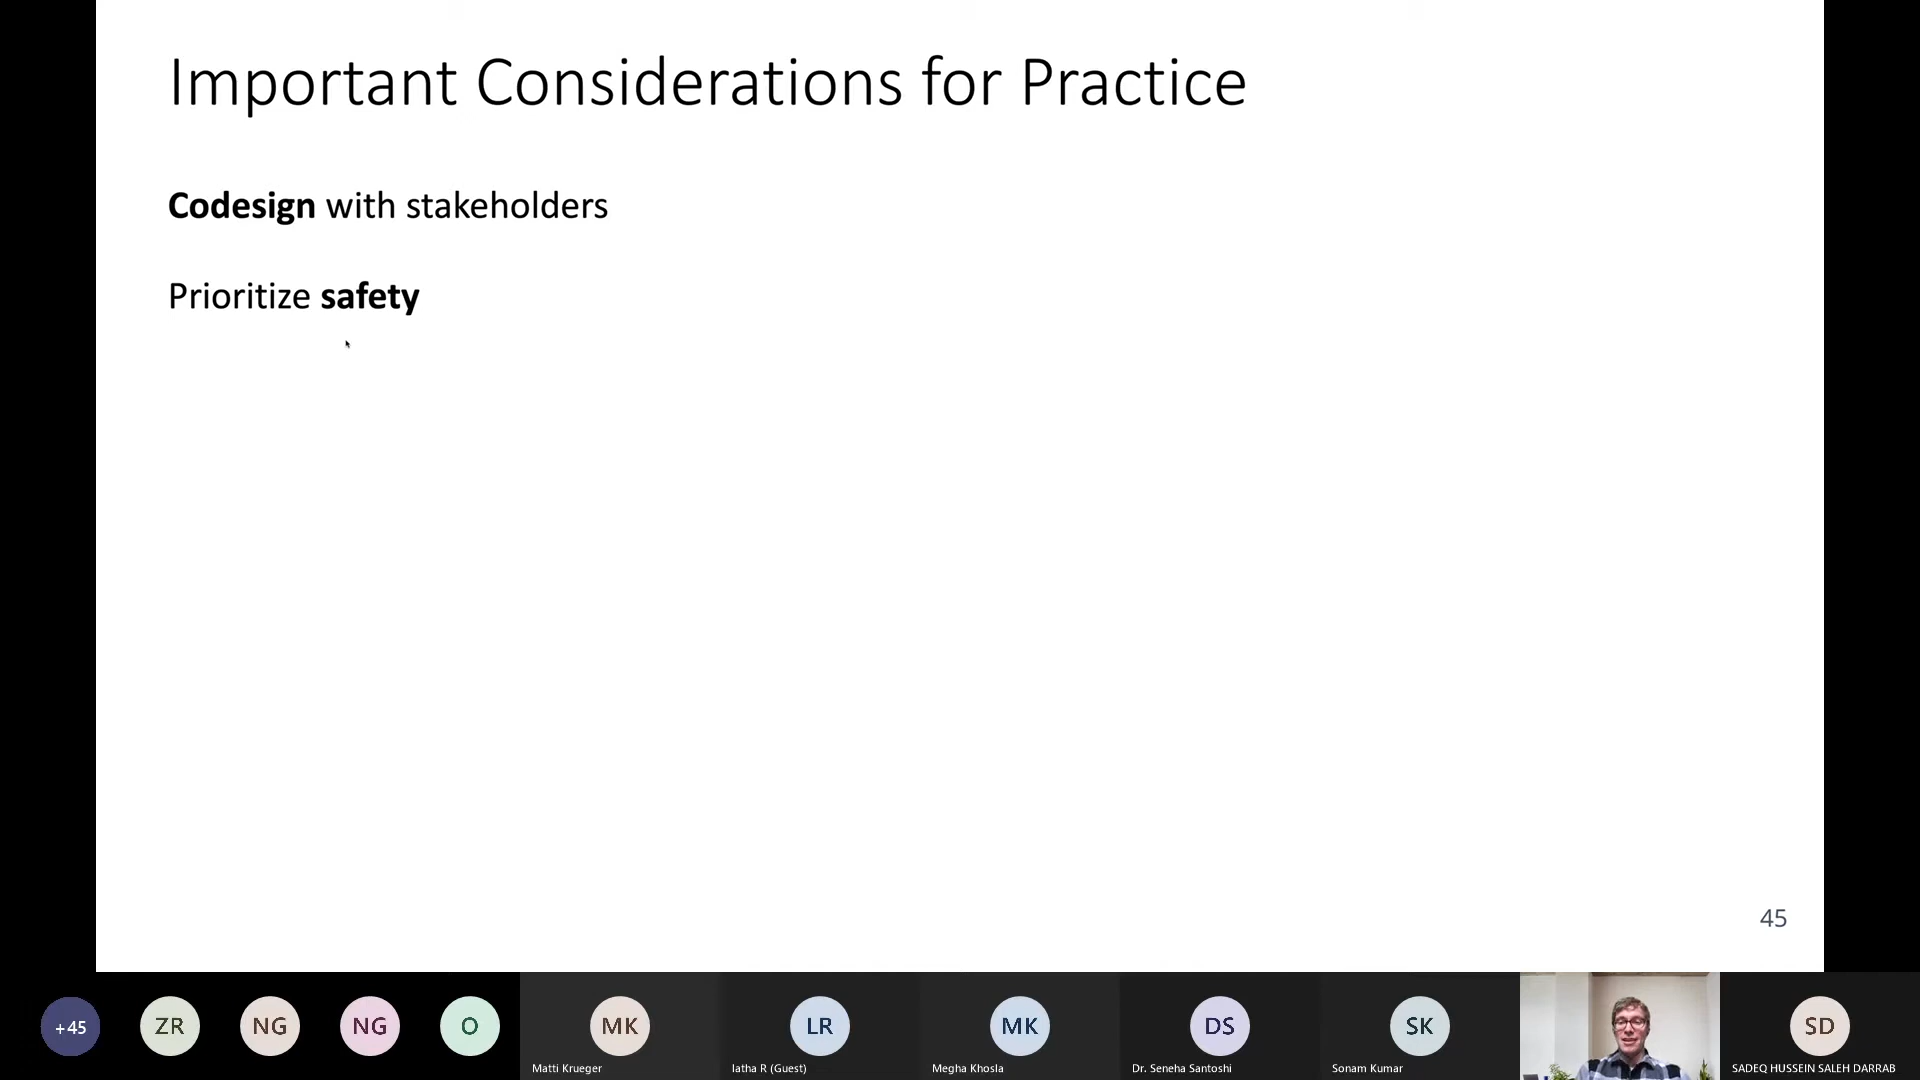 Important Considerations for Practice
Codesign with stakeholders
Prioritize safety
45
+45
ZR
NG
NG
O
MK
LR
MK
DS
SK
SD
Matti Krueger
latha R (Guest)
Megha Khosla
Dr. Seneha Santoshi
Sonam Kumar
SADEQ HUSSEIN SALEH DARRAB